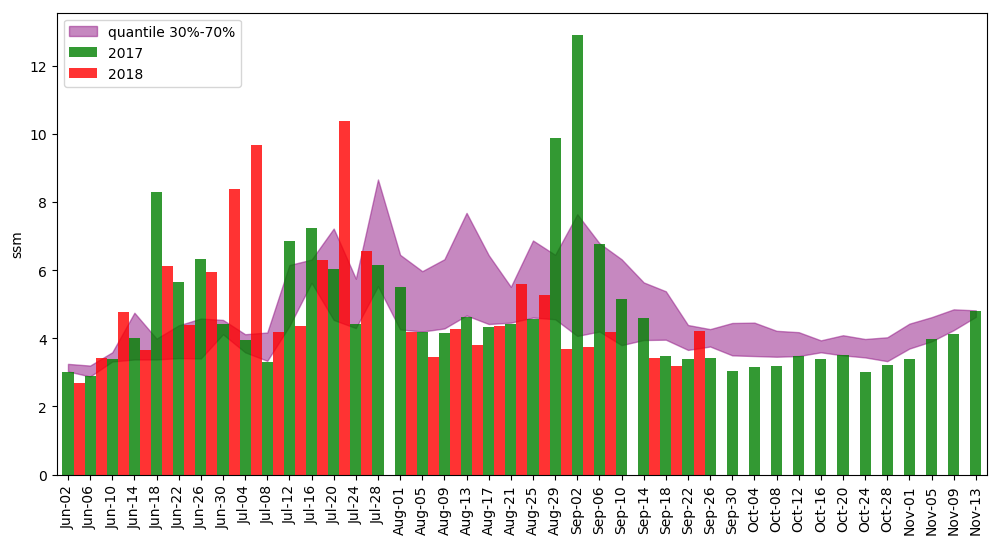 quantile 30%-70%
2017
2018
ssm
12
10
8
6
4
2
0
Jun-02
Jun-06
Jun-10
Jun-14
Jun-18
Jun-22
Jun-26
Jun-30
Jul-04
Jul-08
Jul-12
Jul-16
Jul-20
Jul-24
Jul-28
Aug-01
Aug-05
Aug-09
Aug-13
Aug-17
Aug-21
Aug-25
Aug-29
Sep-02
Sep-06
Sep-10
Sep-14
Sep-18
Sep-22
Sep-26
Sep-30
Oct-04
Oct-08
Oct-12
Oct-16
Oct-20
Oct-24
Oct-28
Nov-01
Nov-05
Nov-09
Nov-13